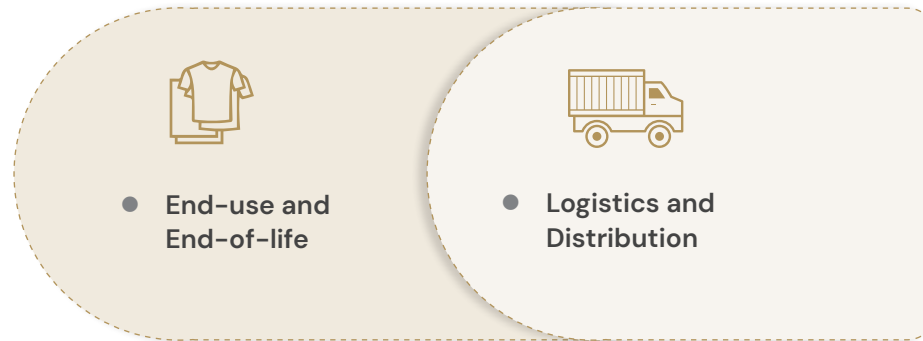 End-use and
End-of-life
Logistics and
Distribution